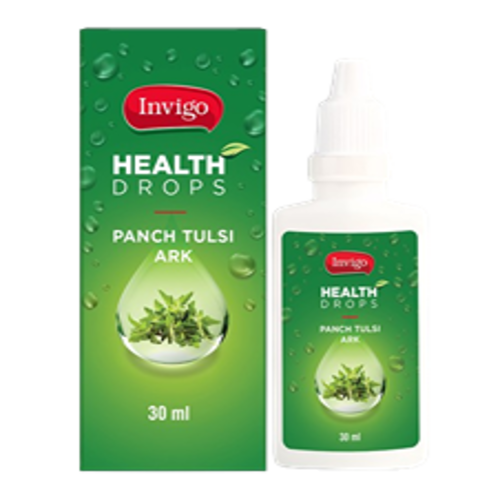 Invigo
HEALTH
DROPS
PANCH TULSI
ARK
30 ml
Invigo
HEALTH
DROPS
PANCH TULSI
ARK
30 ml